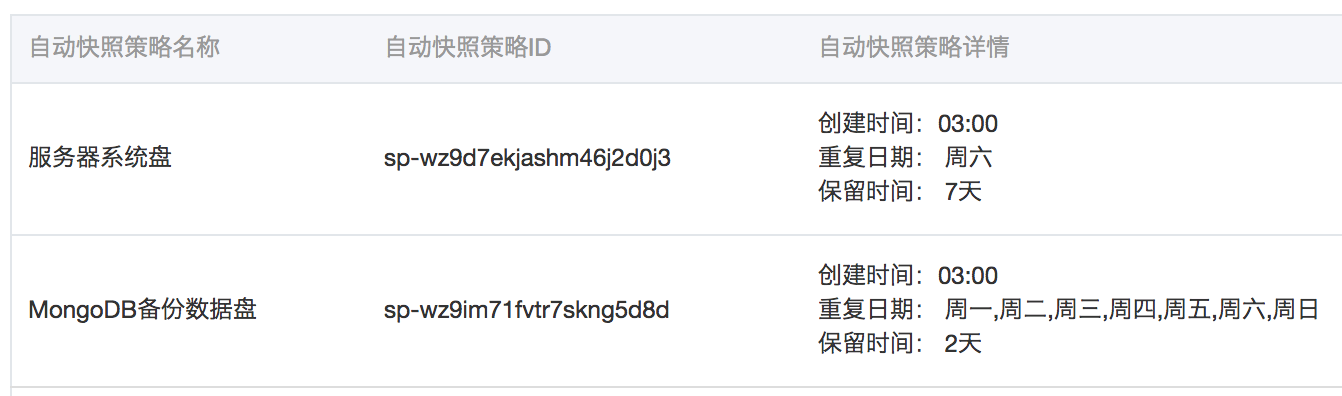 自动快照策略名称 自动快照策略ID 自动快照策略详情
服务器系统盘 sp-wz9d7ekjashm46j2d0j3
创建时间：03:00
重复日期： 周六
保留时间： 7天
MongoDB备份数据盘 sp-wz9im71fvtr7skng5d8d
创建时间：03:00
重复日期： 周一,周二,周三,周四,周五,周六,周日
保留时间： 2天